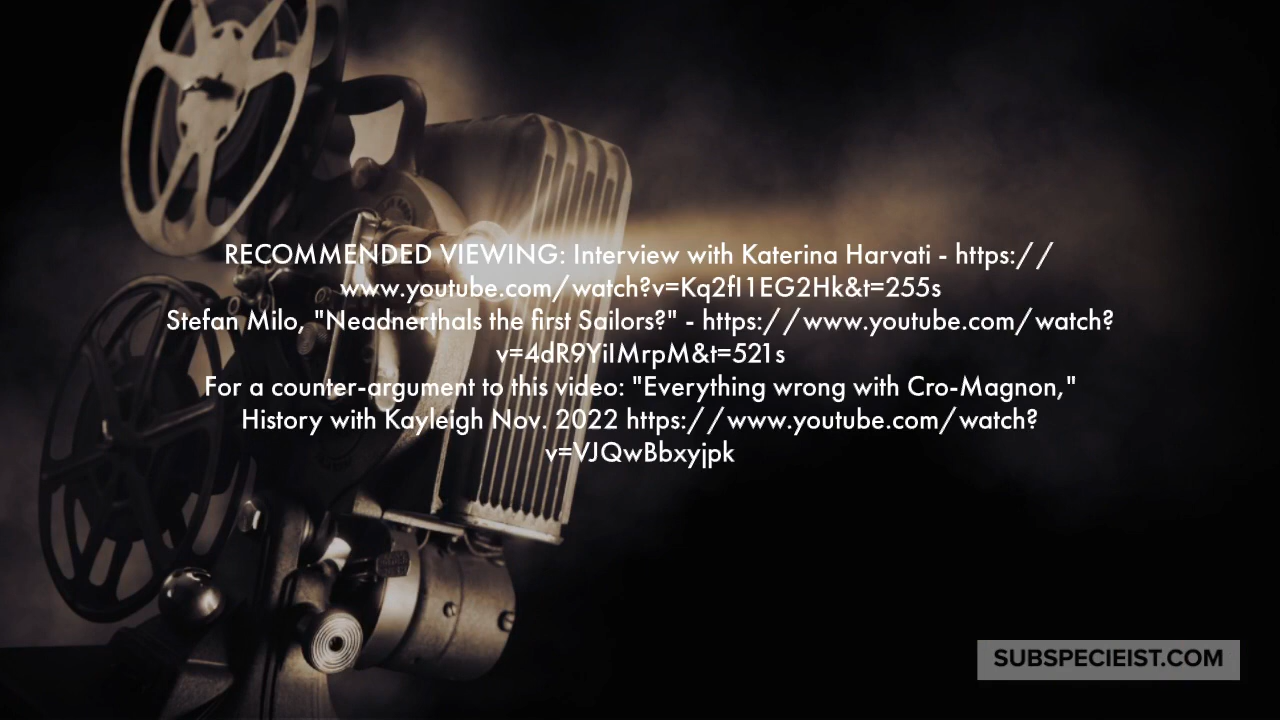 RECOMMENDED VIEWING: Interview with Katerina Harvati - https://
www.youtube.com/watch?v=Kq2fI1EG2Hk&t=255s
Stefan Milo, "Neadnerthals the first Sailors?" - https://www.youtube.com/watch?
v=4dR9YiIMrpM&t=521s
For a counter-argument to this video: "Everything wrong with Cro-Magnon,"
History with Kayleigh Nov. 2022 https://www.youtube.com/watch?
v=VJQwBbxyjpk
SUBSPECIEIST.COM